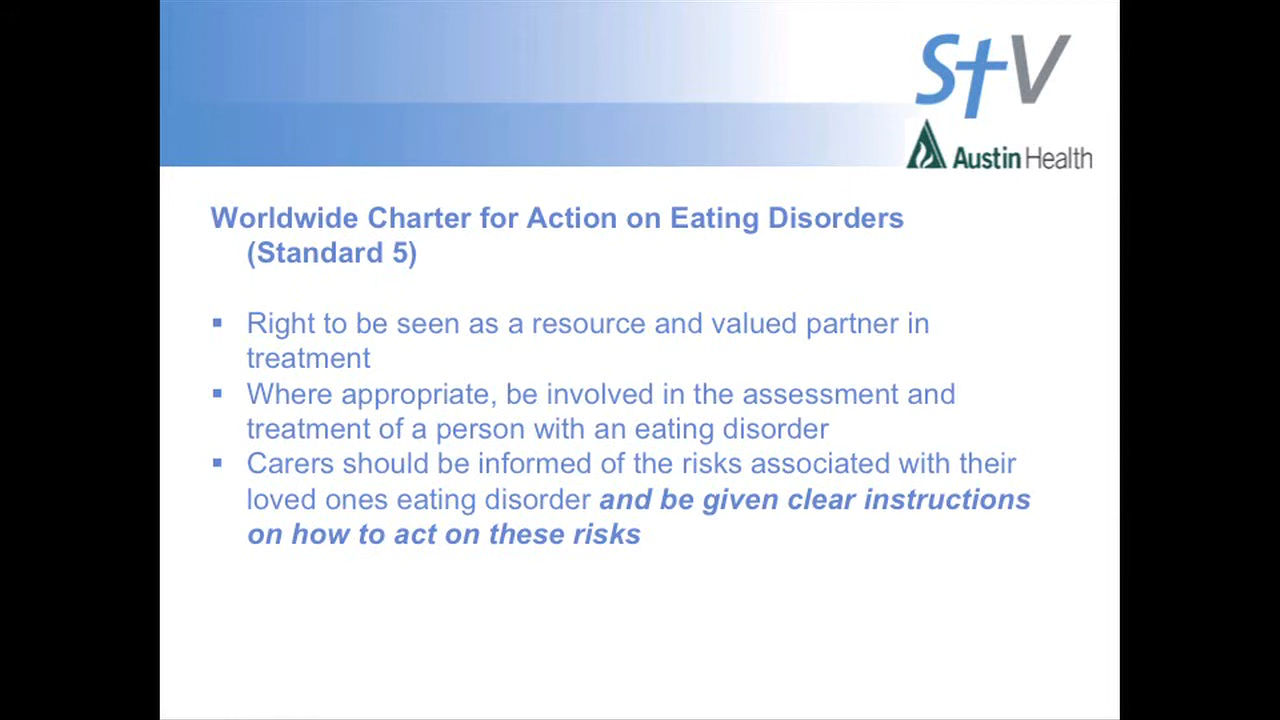 StV
Austin Health
Worldwide Charter for Action on Eating Disorders
(Standard 5)
▪ Right to be seen as a resource and valued partner in
treatment
▪ Where appropriate, be involved in the assessment and
treatment of a person with an eating disorder
▪ Carers should be informed of the risks associated with their
loved ones eating disorder and be given clear instructions
on how to act on these risks